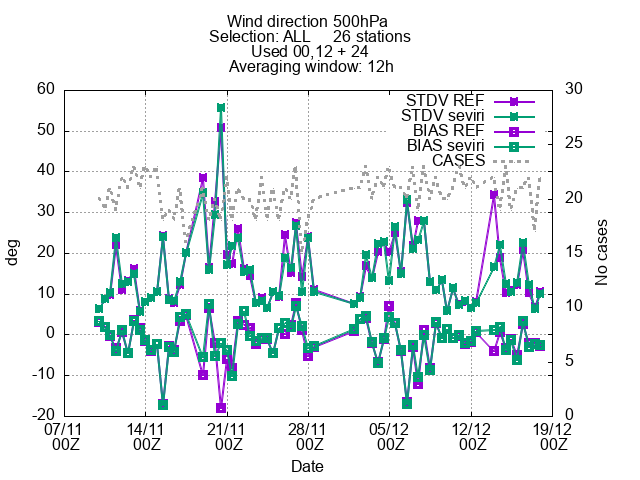 Wind direction 500hPa
Selection: ALL 26 stations
Used 00,12 + 24
Averaging window: 12h
STDV REF
STDV seviri
BIAS REF
BIAS seviri
CASES
60
50
40
30
20
10
0
-10
-20
deg
30
25
20
15
10
5
0
No cases
07/11 14/11 21/11 28/11 05/12 12/12 19/12
00Z 00Z 00Z 00Z 00Z 00Z 00Z
Date